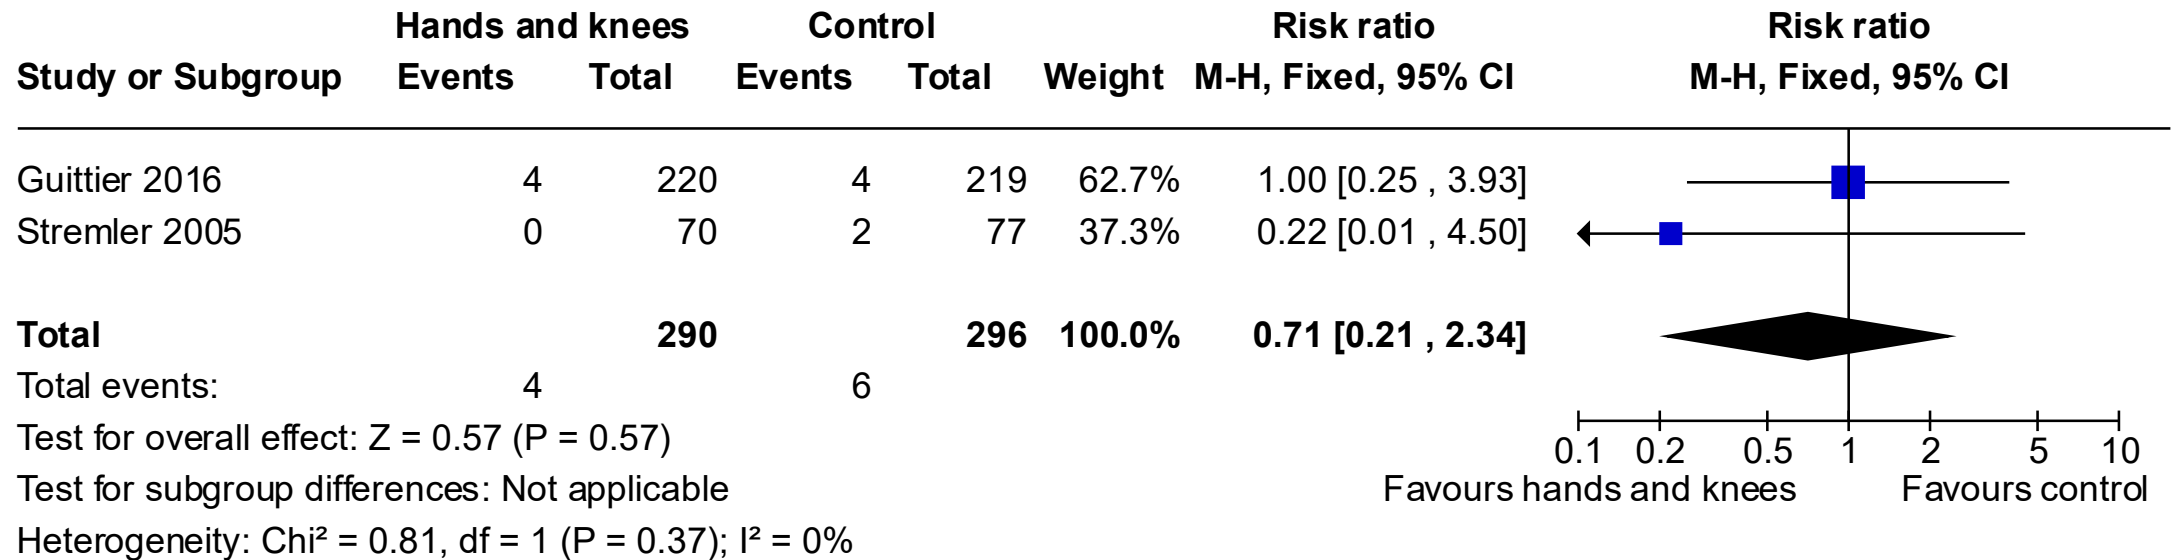 Hands and knees Control Risk ratio Risk ratio
Study or Subgroup Events Total Events Total Weight M-H, Fixed, 95% CI M-H, Fixed, 95% CI
Guittier 2016 4 220 4 219 62.7% 1.00 [0.25 , 3.93]
Stremler 2005 0 70 2 77 37.3% 0.22 [0.01 , 4.50]
Total 290 296 100.0% 0.71 [0.21 , 2.34]
Total events: 4 6
Test for overall effect: Z = 0.57 (P = 0.57)
0.1 0.2 0.5 1 2 5 10
Test for subgroup differences: Not applicable Favours hands and knees Favours control
Heterogeneity: Chi² = 0.81, df = 1 (P = 0.37); I² = 0%